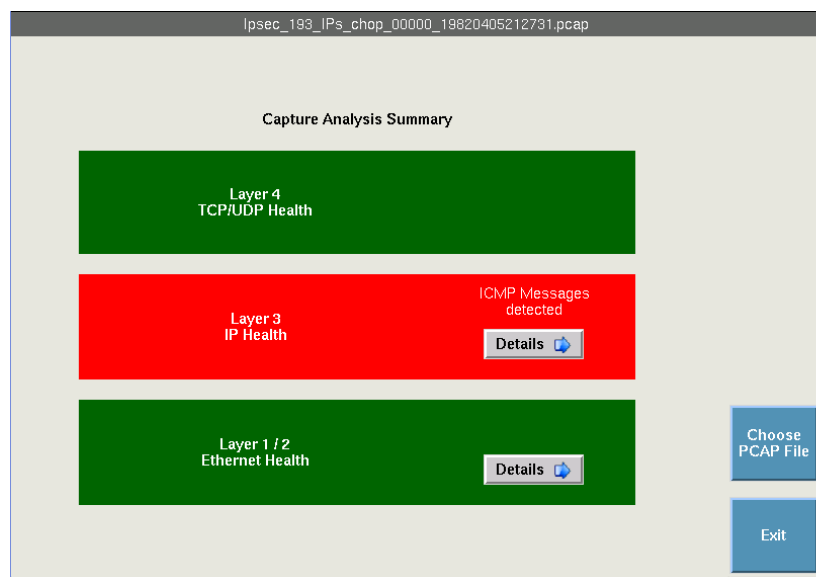 Ipsec_193_IPs_chop_00000_19820405212731.pcap
Capture Analysis Summary
Layer 4
TCP/UDP Health
Layer 3
IP Health
ICMP Messages
detected
Details
Layer 1 / 2
Ethernet Health
Details
Choose
PCAP File
Exit